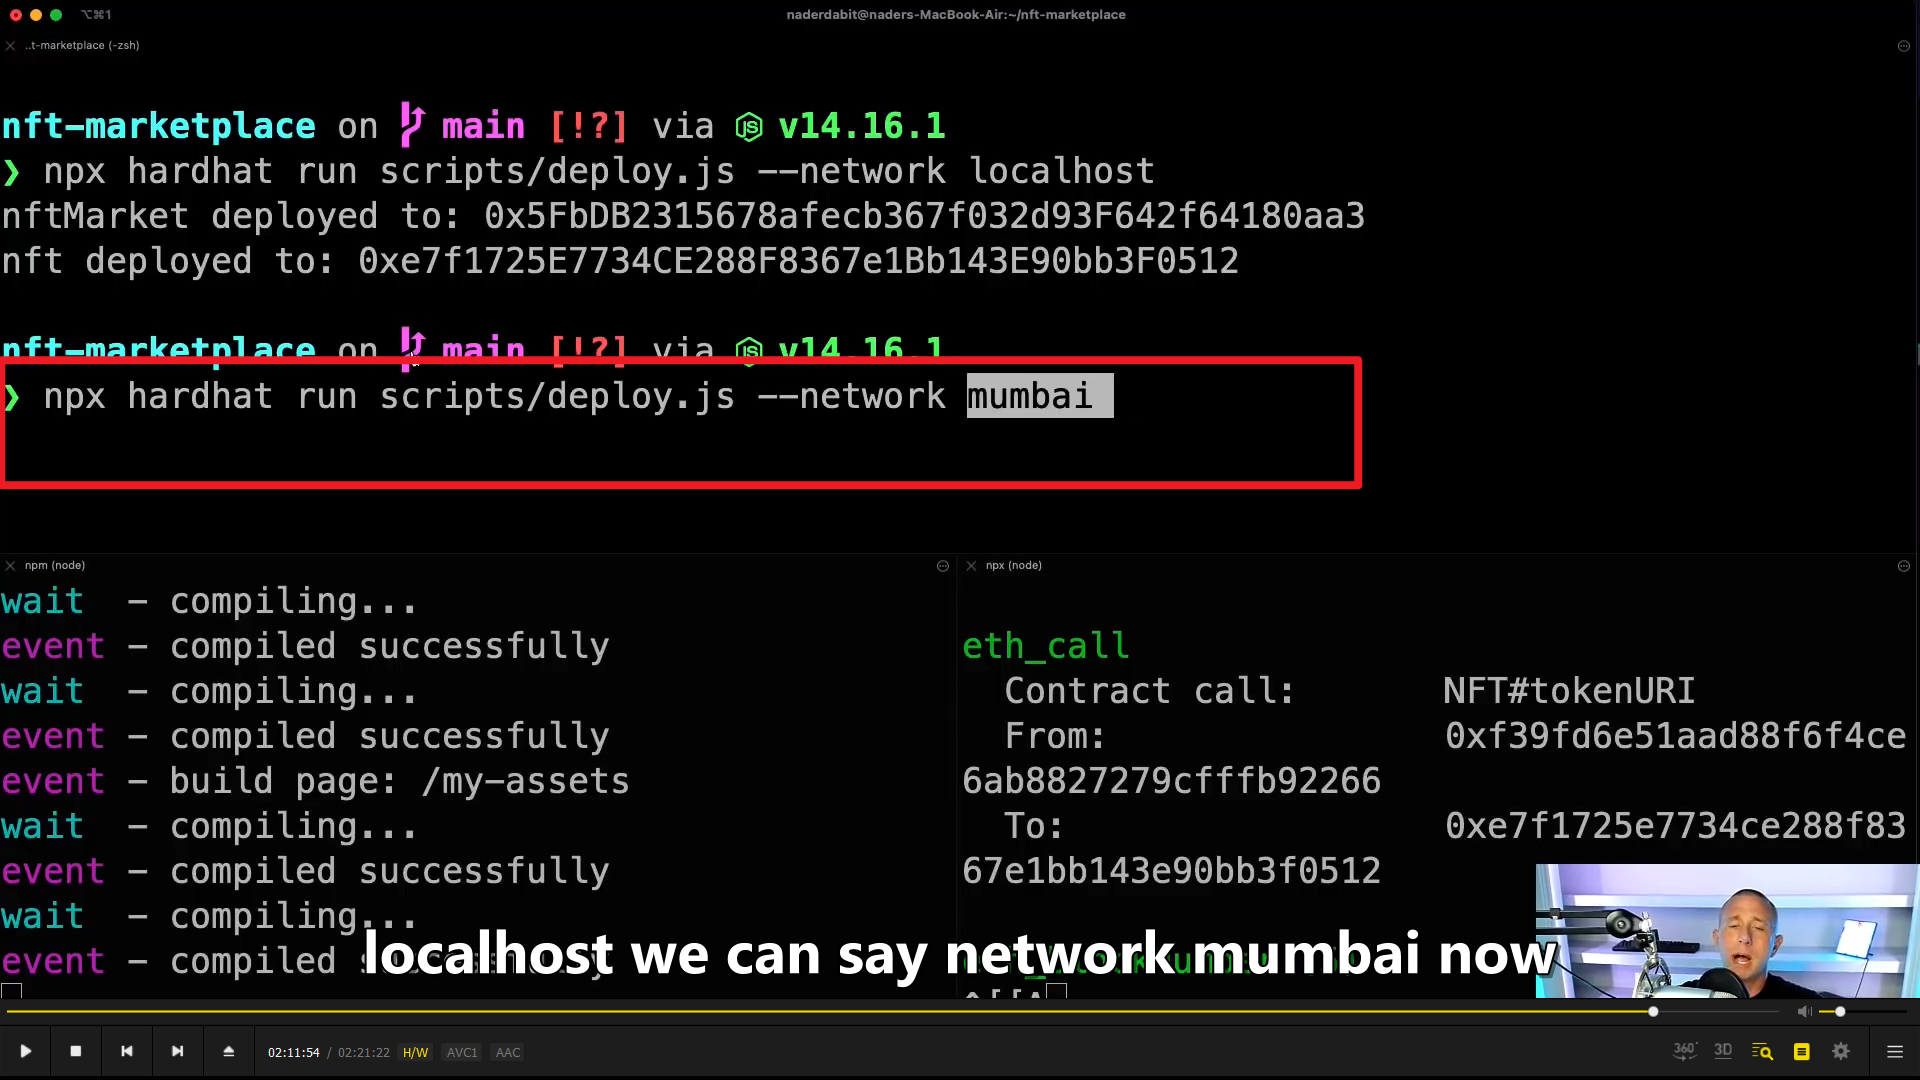 ⌥⌘1
naderdabit@naders-MacBook-Air:~/nft-marketplace
..t-marketplace (-zsh)
nft-marketplace on main [!?] via v14.16.1
❯ npx hardhat run scripts/deploy.js --network localhost
nftMarket deployed to: 0x5FbDB2315678afecb367f032d93F642f64180aa3
nft deployed to: 0xe7f1725E7734CE288F8367e1Bb143E90bb3F0512
nft-marketplace on main [!?] via v14.16.1
❯ npx hardhat run scripts/deploy.js --network mumbai
npm (node)
wait - compiling...
event - compiled successfully
wait - compiling...
event - compiled successfully
event - build page: /my-assets
wait - compiling...
event - compiled successfully
wait - compiling...
event - compiled
npx (node)
eth_call
Contract call: NFT#tokenURI
From: 0xf39fd6e51aad88f6f4ce
6ab8827279cfffb92266
To: 0xe7f1725e7734ce288f83
67e1bb143e90bb3f0512
localhost we can say network mumbai now
02:11:54 / 02:21:22 H/W AVC1 AAC
360° 3D